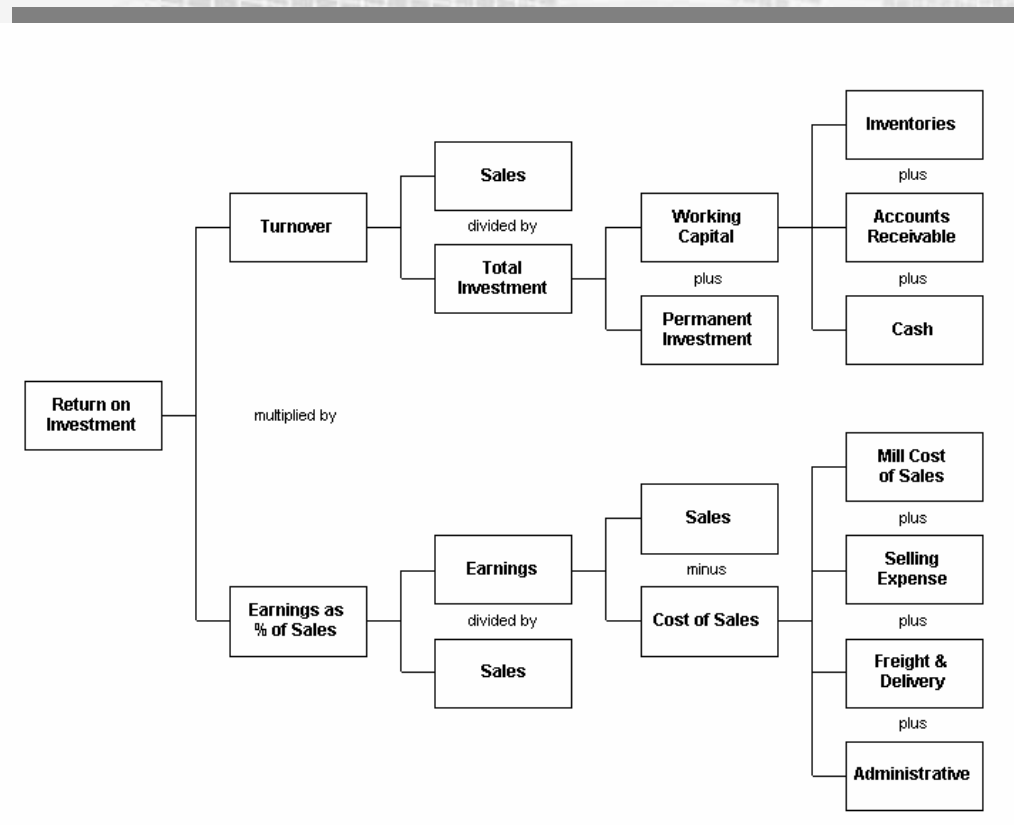 Inventories
plus
Sales
Turnover
Working
Capital
Accounts
Receivable
divided by
Total
Investment
plus
plus
Permanent
Investment
Cash
Return on
Investment
multiplied by
Mill Cost
of Sales
Sales
plus
Earnings
minus
Selling
Expense
Earnings as
% of Sales
divided by
Cost of Sales
plus
Sales
Freight &
Delivery
plus
Administrative